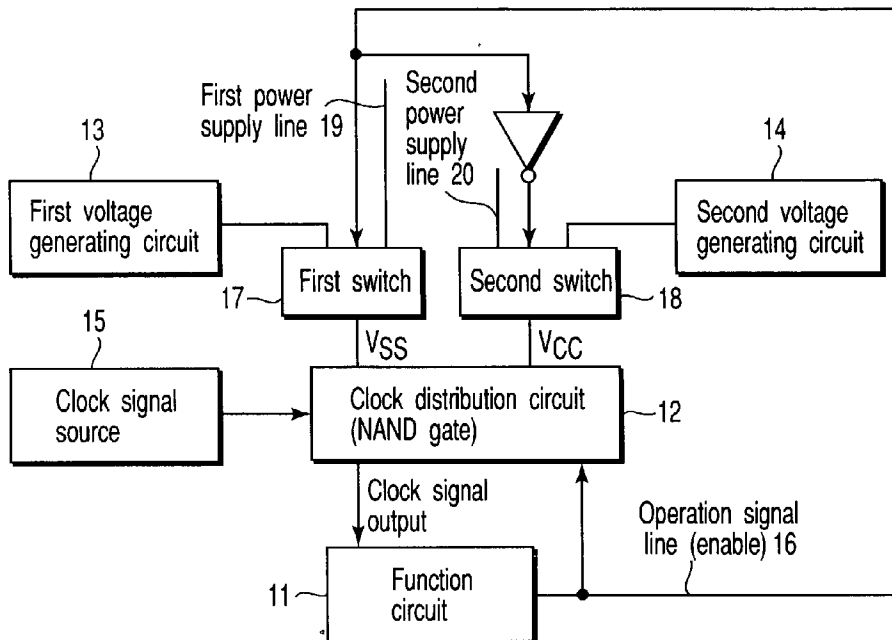 First power
supply line 19
Second
power
supply
line 20
13
First voltage
generating circuit
14
Second voltage
generating circuit
17
First switch
Second switch
18
VSS
VCC
15
Clock signal
source
Clock distribution circuit
(NAND gate)
12
Clock signal
output
Operation signal
line (enable) 16
11
Function
circuit